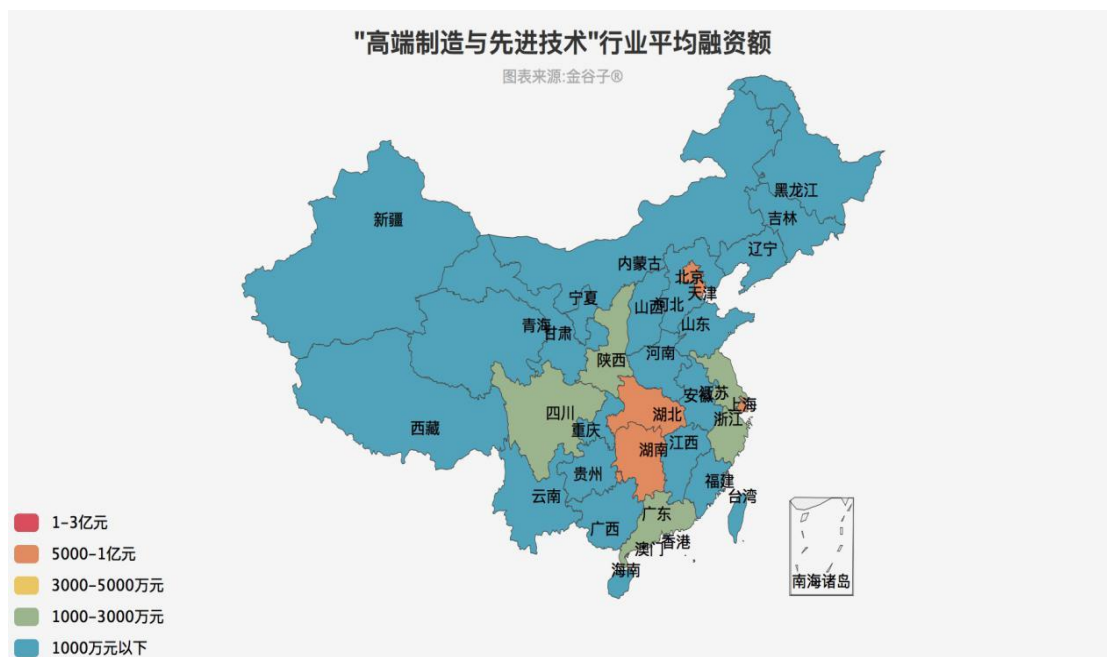 "高端制造与先进技术"行业平均融资额
图表来源:金谷子®
黑龙江
新疆
吉林
辽宁
内蒙古
北京
天津
宁夏
山西
河北
青海
甘肃
山东
陕西
河南
安徽
江苏
上海
四川
湖北
浙江
西藏
重庆
湖南
江西
贵州
福建
云南
台湾
广西
广东
香港
澳门
海南
南海诸岛
1-3亿元
5000-1亿元
3000-5000万元
1000-3000万元
1000万元以下